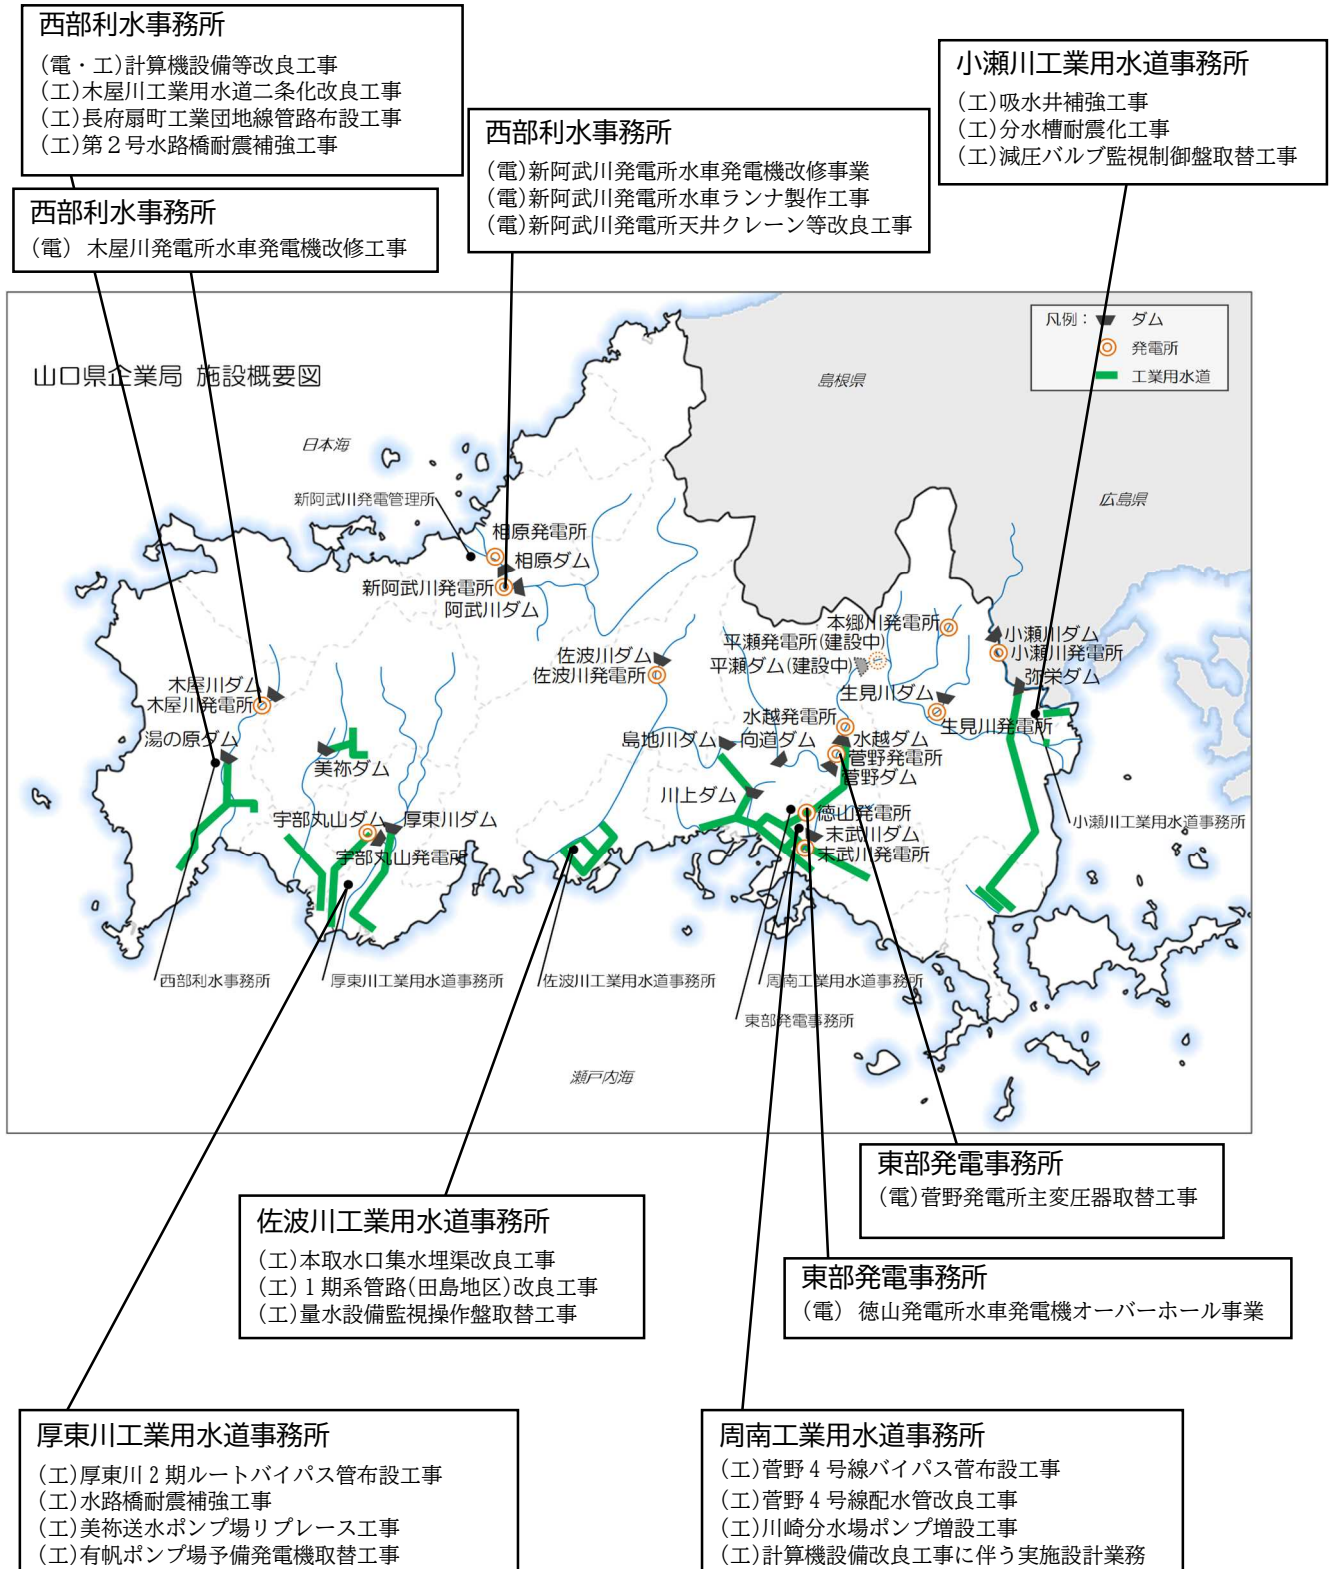 西部利水事務所
(電・工)計算機設備等改良工事
(工)木屋川工業用水道二条化改良工事
(工)長府扇町工業団地線管路布設工事
(工)第2号水路橋耐震補強工事
西部利水事務所
(電) 木屋川発電所水車発電機改修工事
西部利水事務所
(電)新阿武川発電所水車発電機改修事業
(電)新阿武川発電所水車ランナ製作工事
(電)新阿武川発電所天井クレーン等改良工事
小瀬川工業用水道事務所
(工)吸水井補強工事
(工)分水槽耐震化工事
(工)減圧バルブ監視制御盤取替工事
山口県企業局 施設概要図
凡例：
ダム
発電所
工業用水道
島根県
広島県
日本海
新阿武川発電管理所
相原発電所
相原ダム
新阿武川発電所
阿武川ダム
本郷川発電所
平瀬発電所(建設中)
平瀬ダム(建設中)
小瀬川ダム
小瀬川発電所
弥栄ダム
佐波川ダム
佐波川発電所
生見川ダム
生見川発電所
木屋川ダム
木屋川発電所
湯の原ダム
美祢ダム
水越発電所
島地川ダム
向道ダム
水越ダム
菅野発電所
菅野ダム
川上ダム
徳山発電所
末武川ダム
末武川発電所
宇部丸山ダム
厚東川ダム
宇部丸山発電所
小瀬川工業用水道事務所
西部利水事務所
厚東川工業用水道事務所
佐波川工業用水道事務所
周南工業用水道事務所
東部発電事務所
瀬戸内海
東部発電事務所
(電)菅野発電所主変圧器取替工事
佐波川工業用水道事務所
(工)本取水口集水埋渠改良工事
(工)1期系管路(田島地区)改良工事
(工)量水設備監視操作盤取替工事
東部発電事務所
(電) 徳山発電所水車発電機オーバーホール事業
厚東川工業用水道事務所
(工)厚東川2期ルートバイパス管布設工事
(工)水路橋耐震補強工事
(工)美祢送水ポンプ場リプレース工事
(工)有帆ポンプ場予備発電機取替工事
周南工業用水道事務所
(工)菅野4号線バイパス管布設工事
(工)菅野4号線配水管改良工事
(工)川崎分水場ポンプ増設工事
(工)計算機設備改良工事に伴う実施設計業務